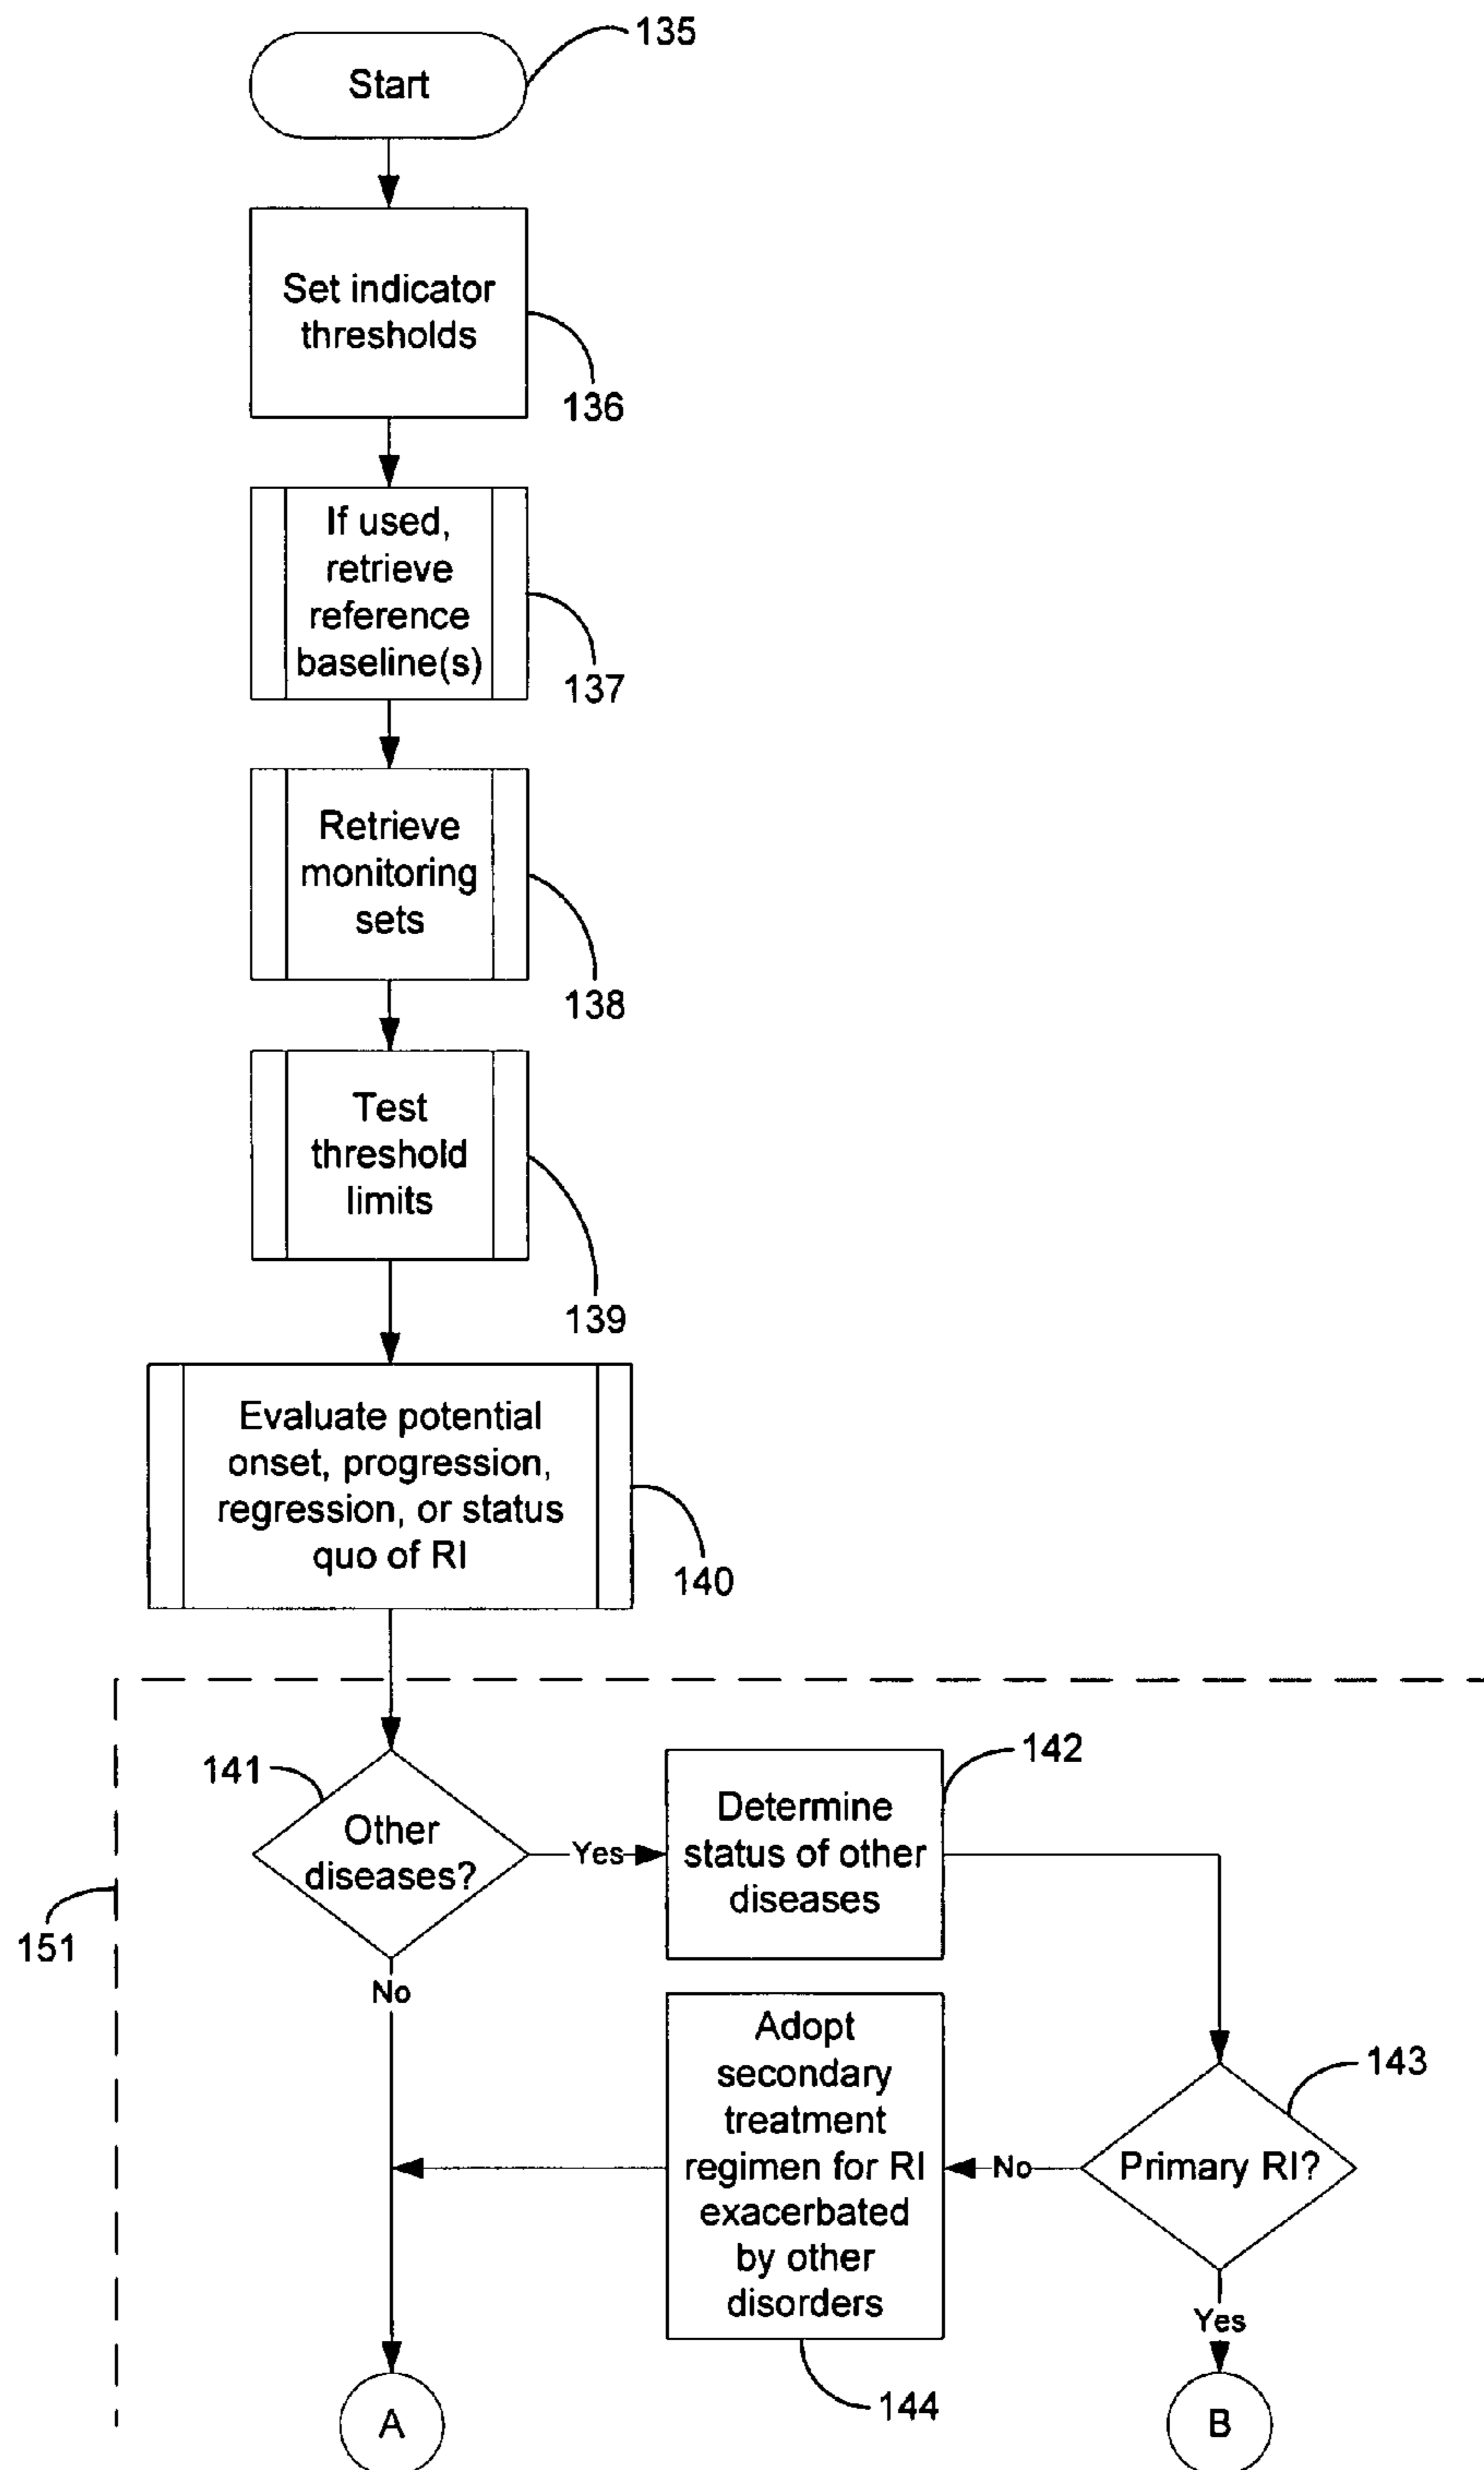 135
Start
Set indicator
thresholds
136
If used,
retrieve
reference
baseline(s)
137
Retrieve
monitoring
sets
138
Test
threshold
limits
139
Evaluate potential
onset, progression,
regression, or status
quo of RI
140
141
Other
diseases?
Yes
142
Determine
status of other
diseases
151
No
Adopt
secondary
treatment
regimen for RI
exacerbated
by other
disorders
144
No
143
Primary RI?
Yes
A
B